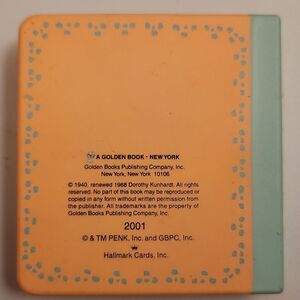 A GOLDEN BOOK • NEW YORK
Golden Books Publishing Company, Inc.
New York, New York 10106
© 1940, renewed 1968 Dorothy Kunhardt. All rights
reserved. No part of this book may be reproduced or
copied in any form without written permission from
the publisher. All trademarks are the property of
Golden Books Publishing Company, Inc.
2001
© & TM PENK, Inc. and GBPC, Inc.
Hallmark Cards, Inc.